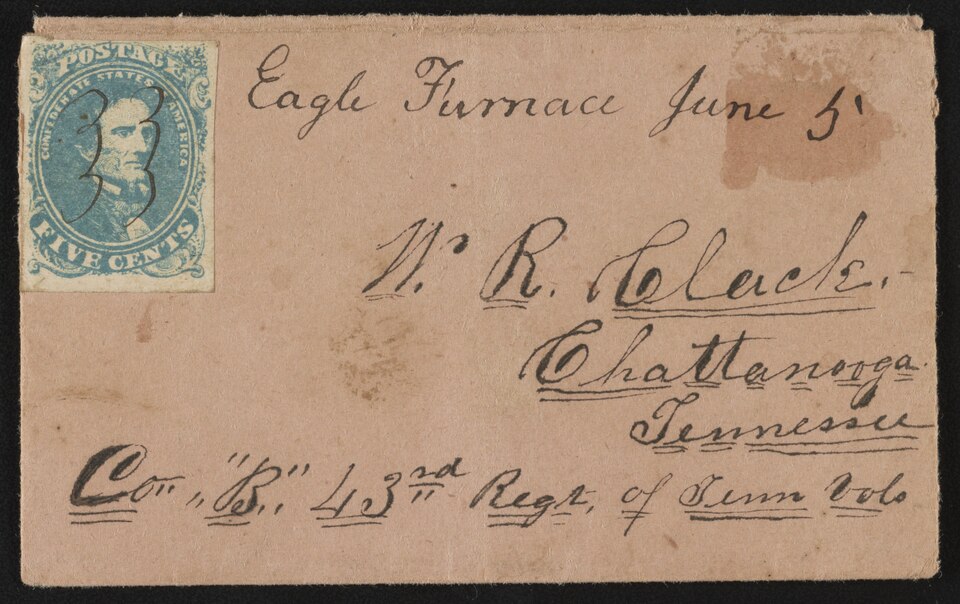 POSTAGE
CONFEDERATE STATES AMERICA
33
FIVE CENTS
Eagle Furnace June 5
W. R. Clack.
Chattanooga
Tennessee
Co "B" 43rd Regt. of Tenn Vols